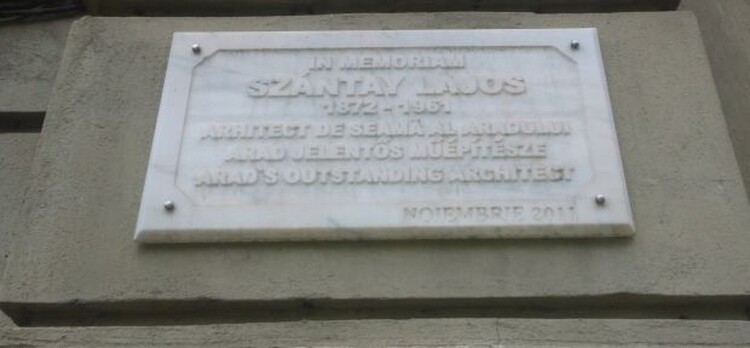 IN MEMORIAM
SZÁNTAY LAJOS
1872 - 1961
ARHITECT DE SEAMĂ AL ARADULUI
ARAD JELENTŐS MŰÉPÍTÉSZE
ARAD'S OUTSTANDING ARCHITECT
NOIEMBRIE 2011